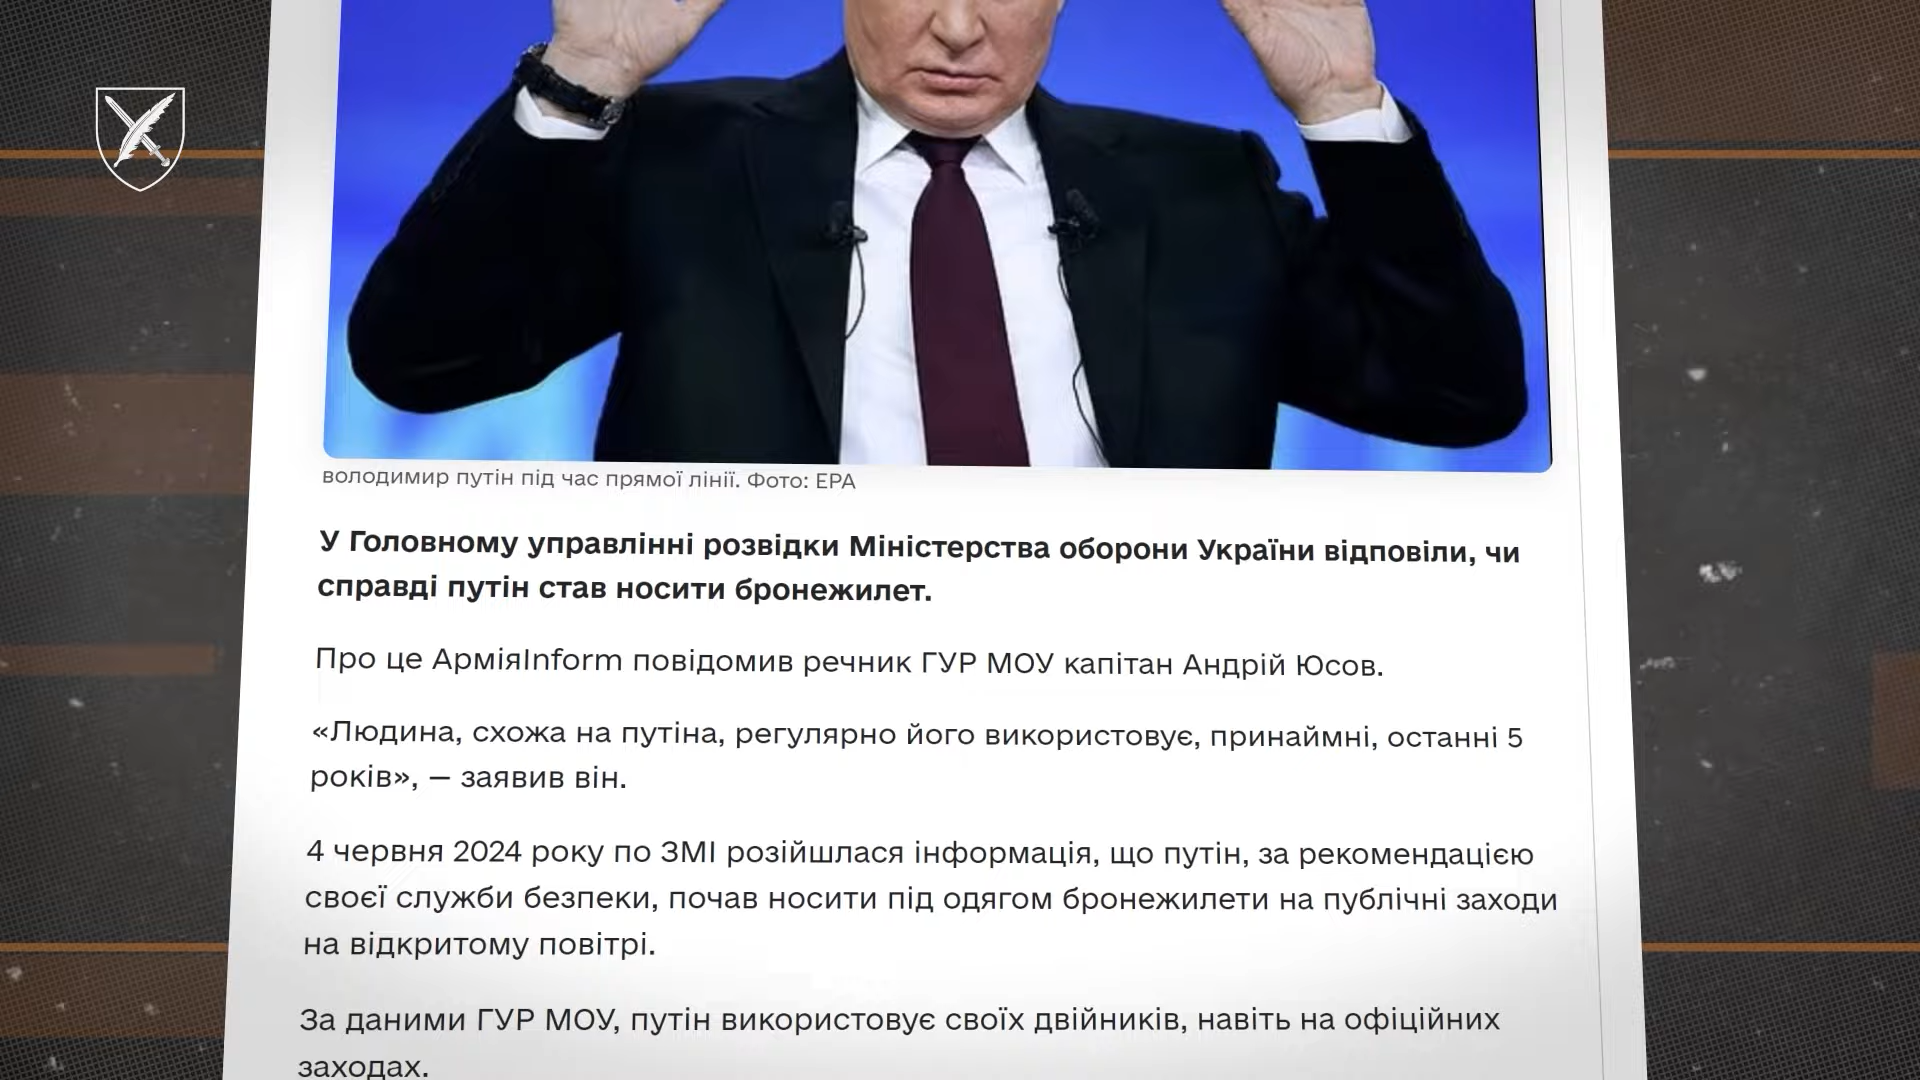 володимир путін під час прямої лінії. Фото: EPA
У Головному управлінні розвідки Міністерства оборони України відповіли, чи
справді путін став носити бронежилет.
Про це АрміяInform повідомив речник ГУР МОУ капітан Андрій Юсов.
«Людина, схожа на путіна, регулярно його використовує, принаймні, останні 5
років», — заявив він.
4 червня 2024 року по ЗМІ розійшлася інформація, що путін, за рекомендацією
своєї служби безпеки, почав носити під одягом бронежилети на публічні заходи
на відкритому повітрі.
За даними ГУР МОУ, путін використовує своїх двійників, навіть на офіційних
заходах.